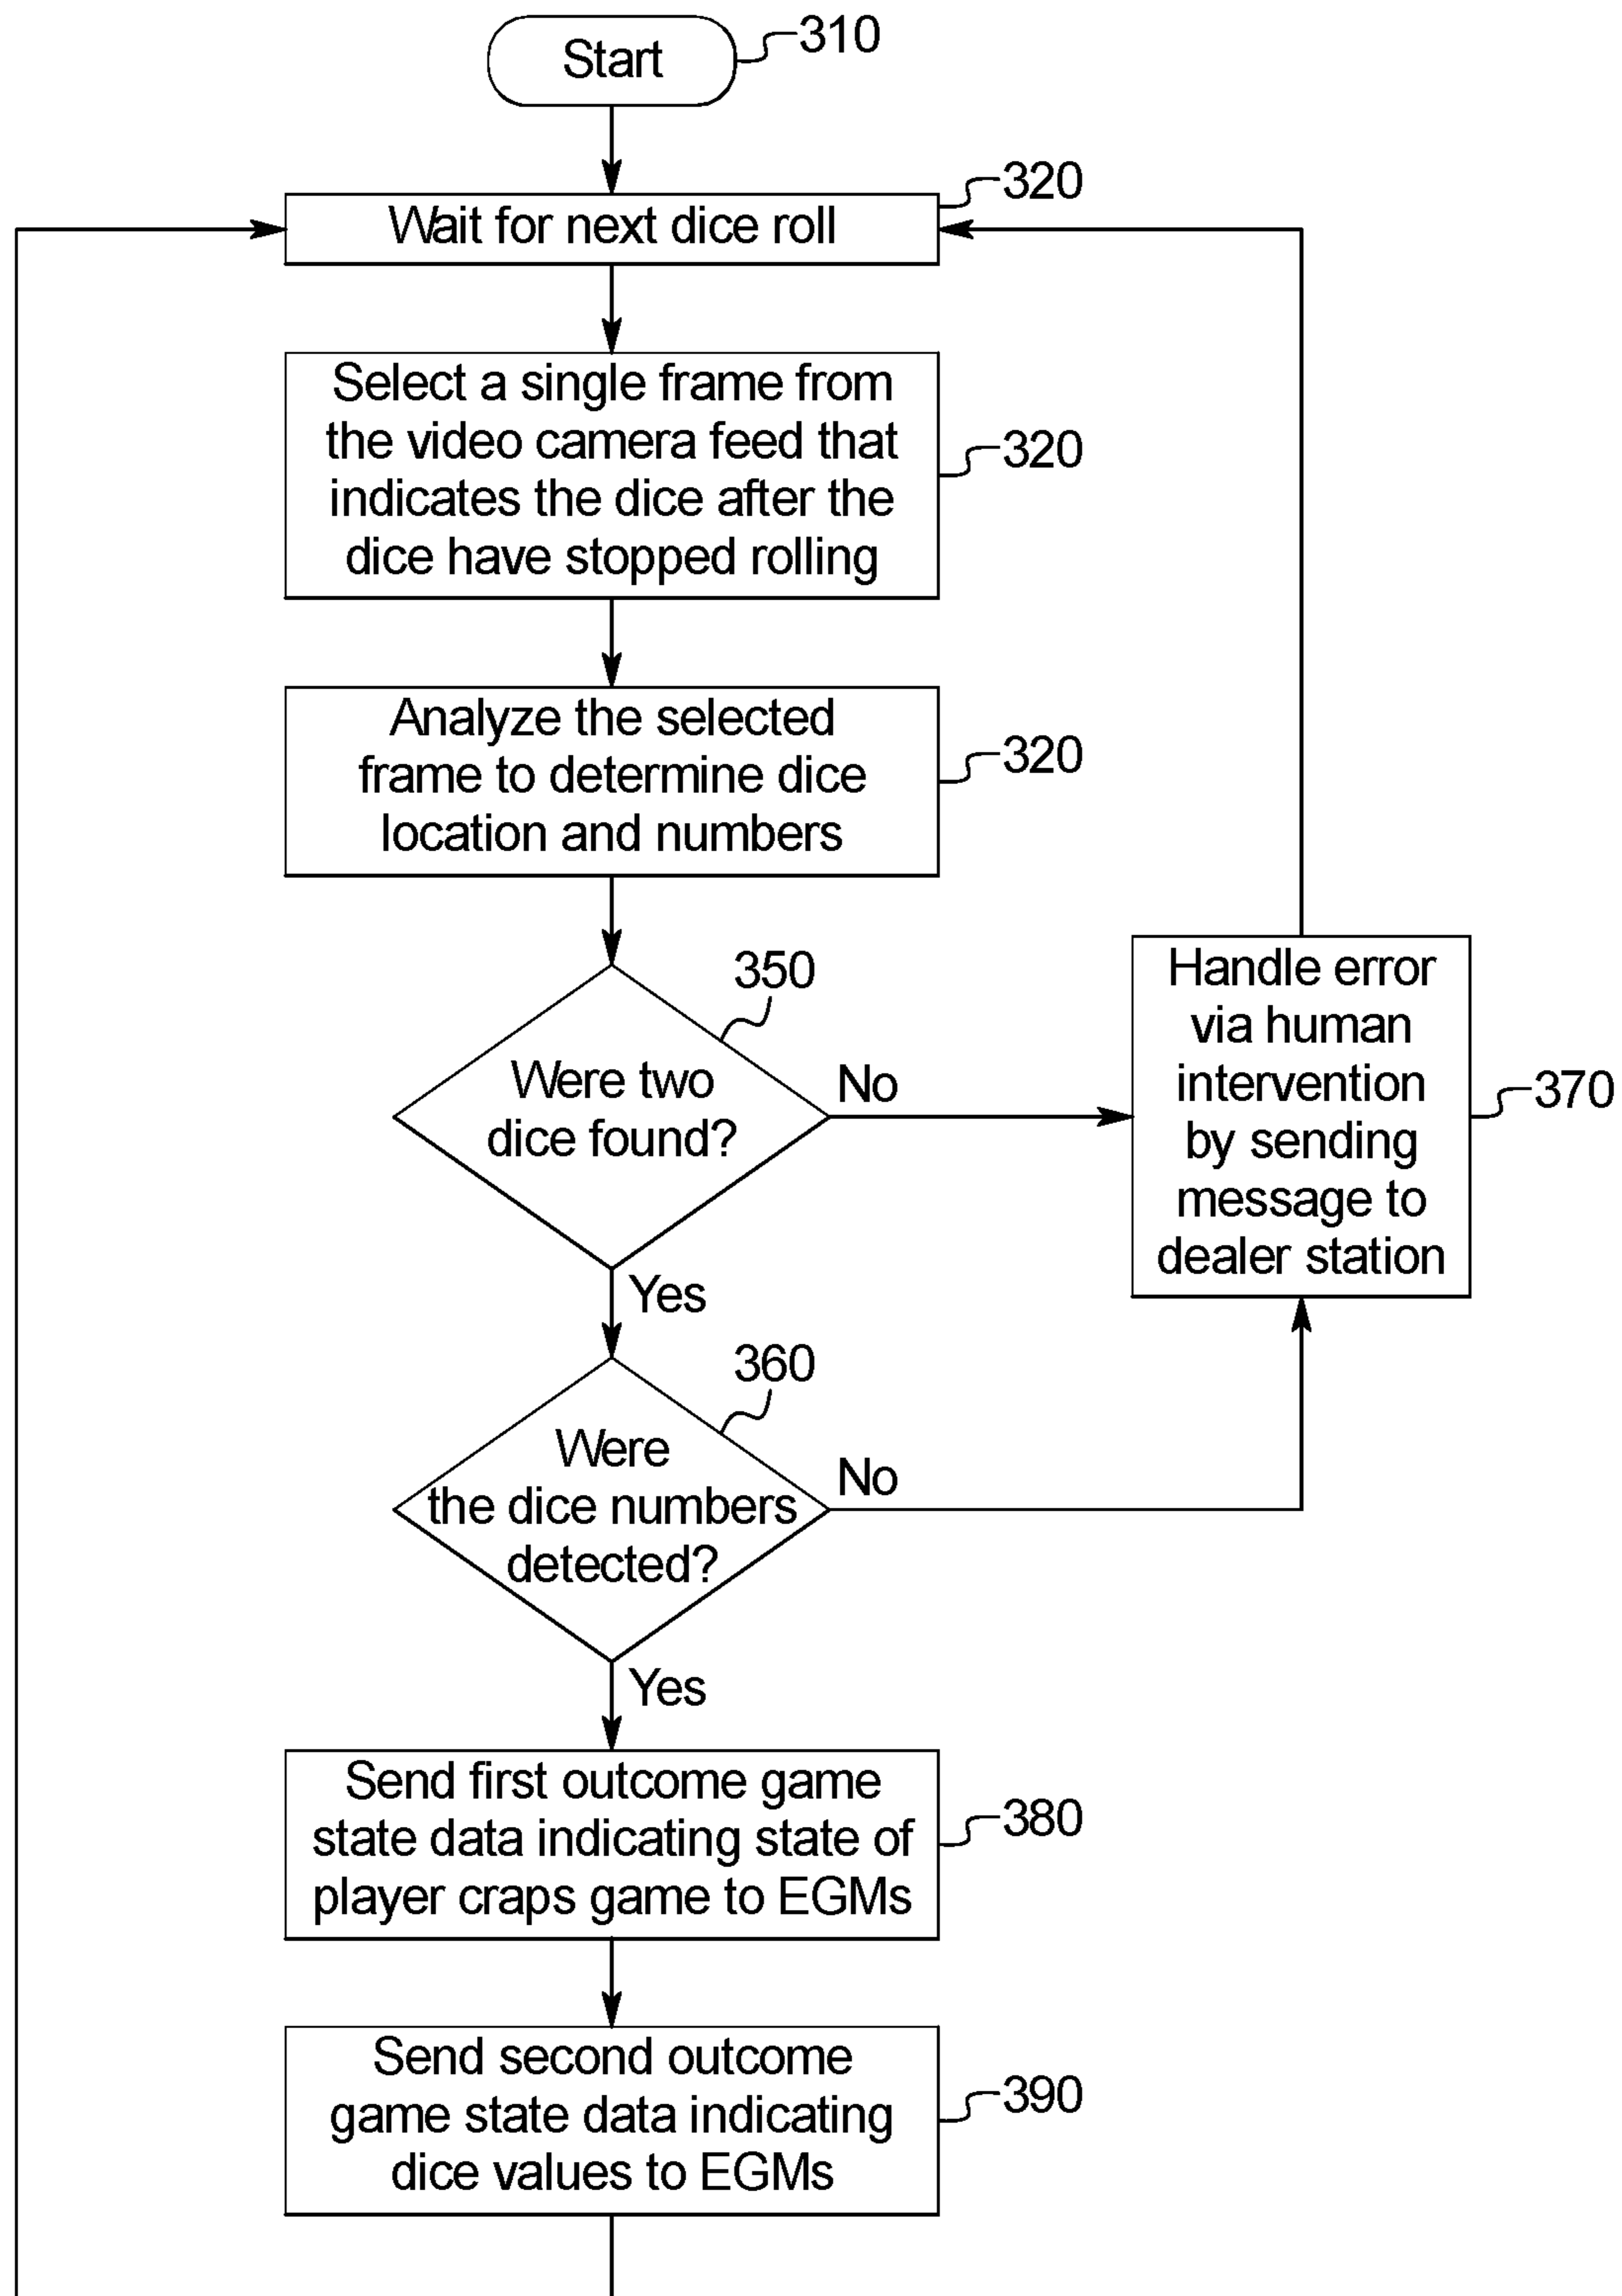 Start
310
Wait for next dice roll
320
Select a single frame from
the video camera feed that
indicates the dice after the
dice have stopped rolling
320
Analyze the selected
frame to determine dice
location and numbers
320
350
Were two
dice found?
No
Yes
Handle error
via human
intervention
by sending
message to
dealer station
370
360
Were
the dice numbers
detected?
No
Yes
Send first outcome game
state data indicating state of
player craps game to EGMs
380
Send second outcome
game state data indicating
dice values to EGMs
390